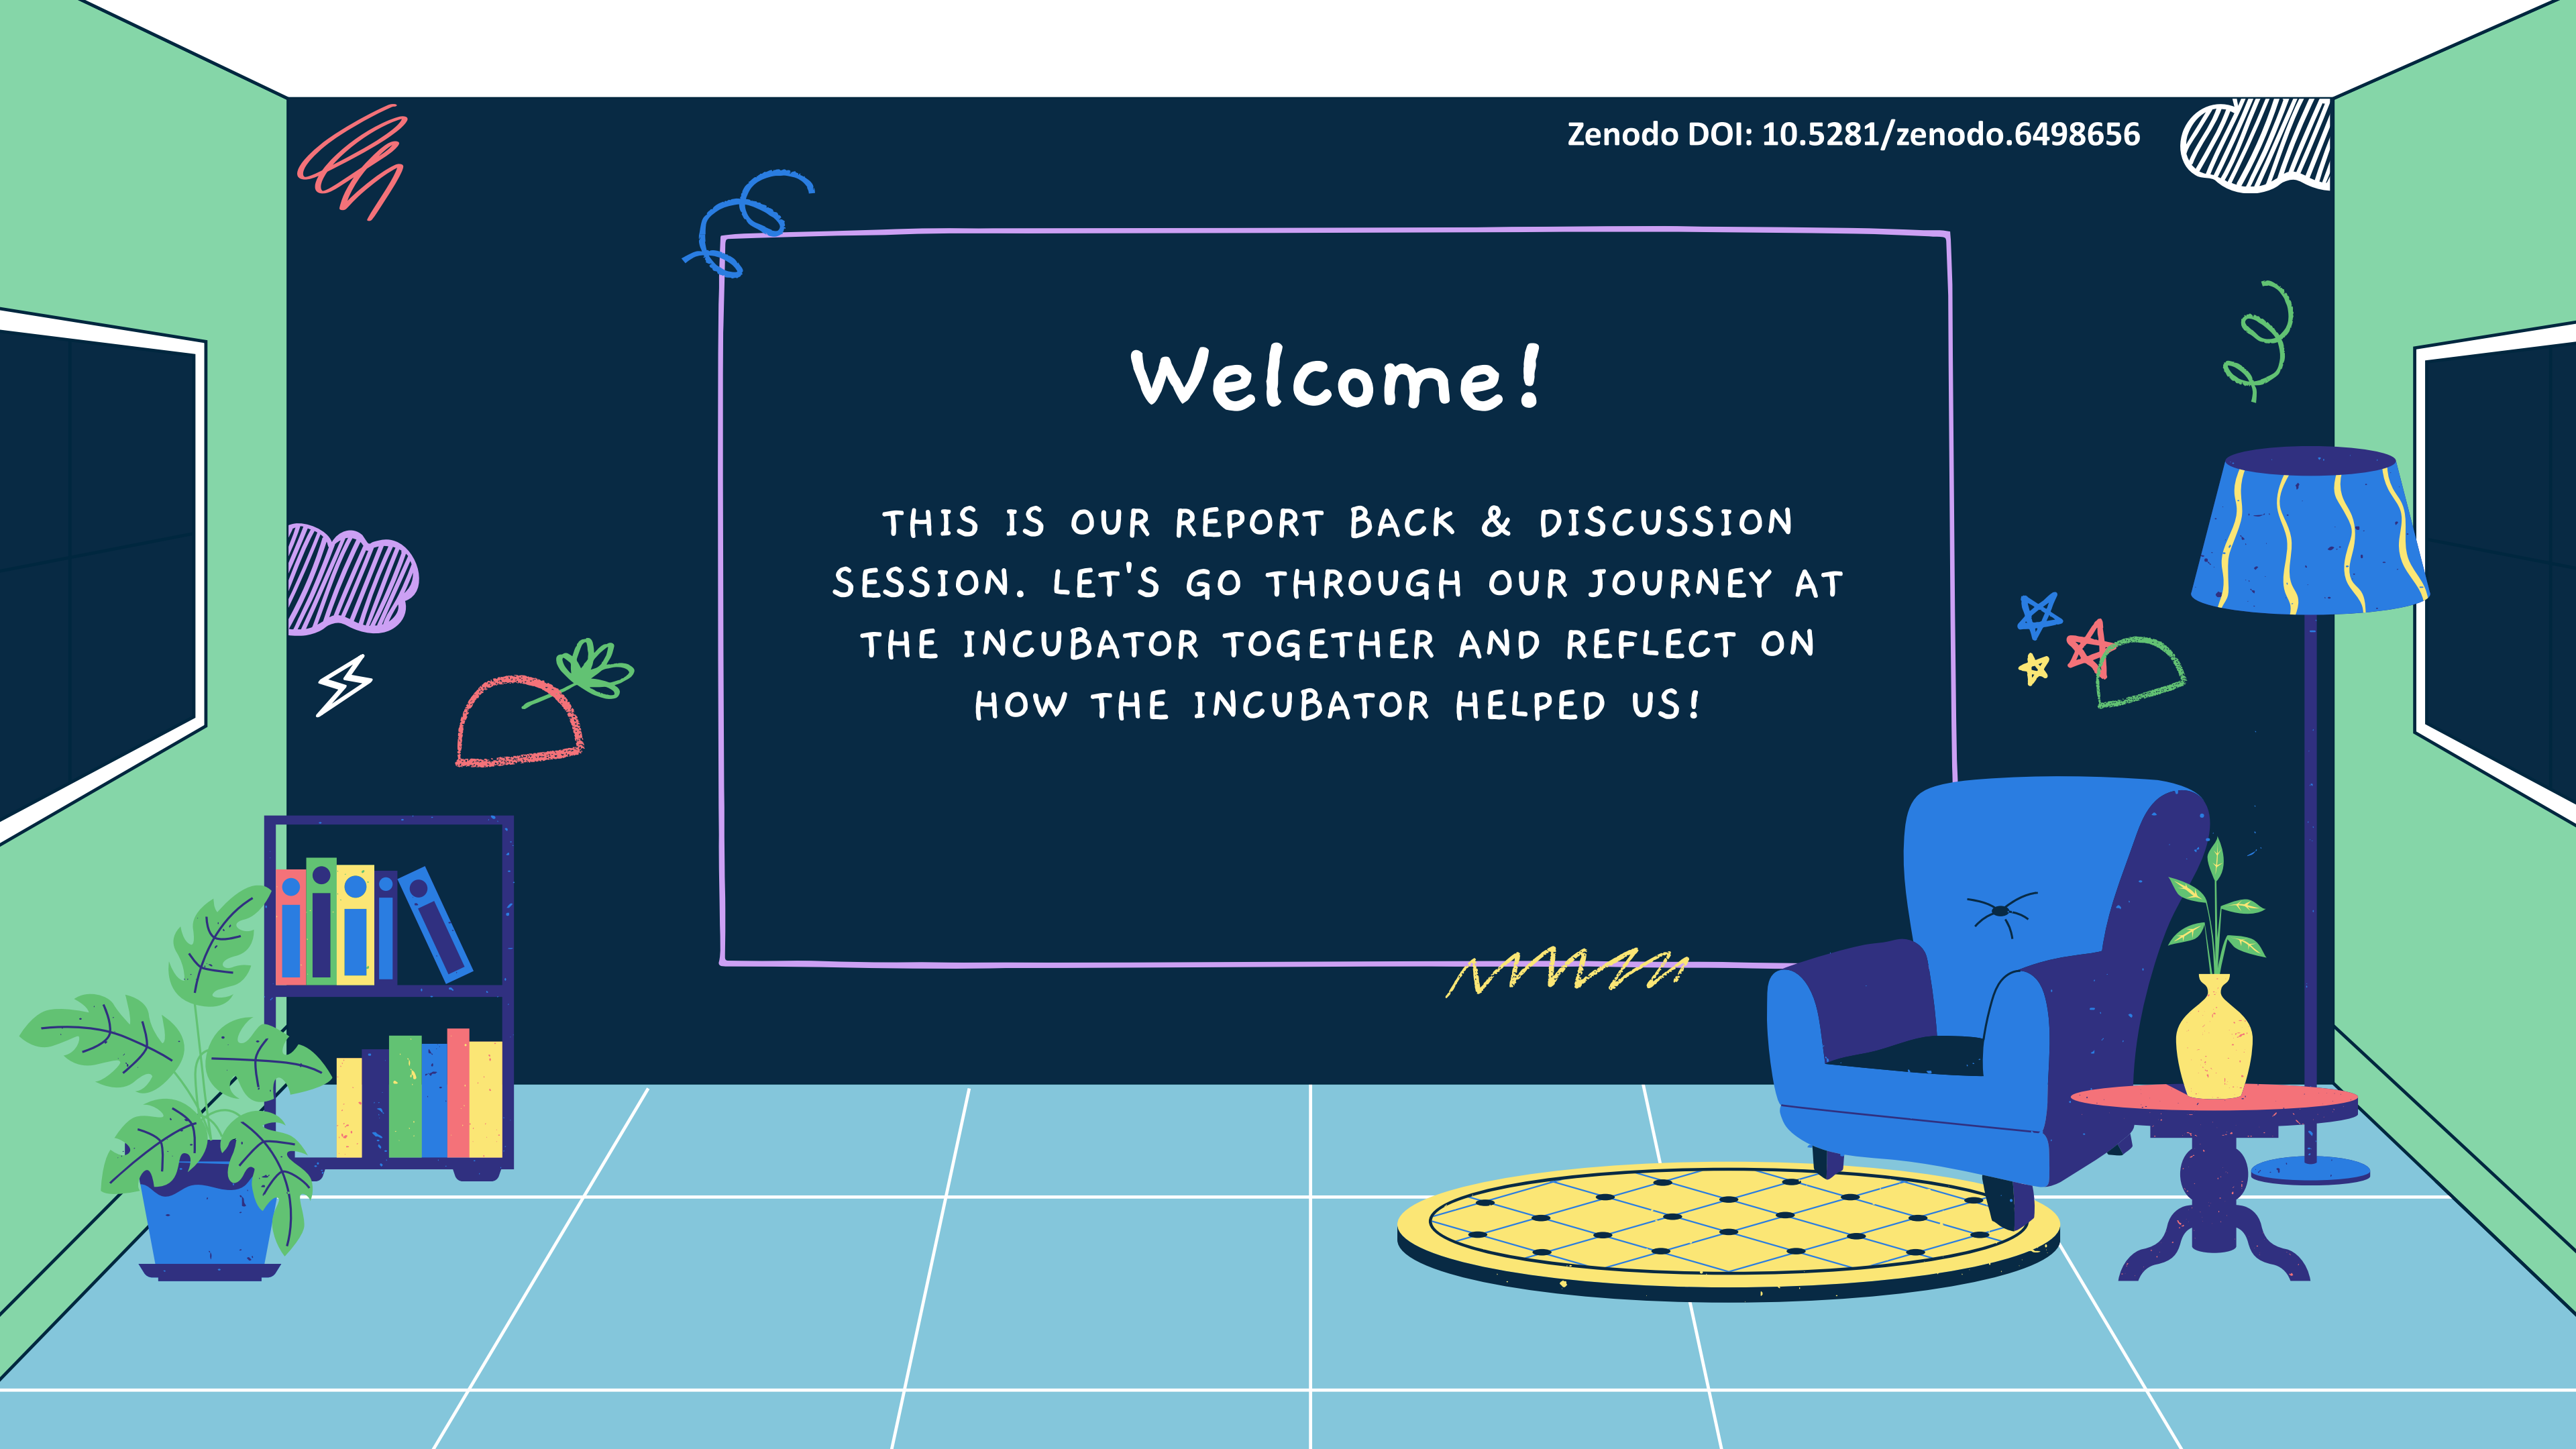 Zenodo DOI: 10.5281/zenodo.6498656
Welcome!
THIS IS OUR REPORT BACK & DISCUSSION
SESSION. LET'S GO THROUGH OUR JOURNEY AT
THE INCUBATOR TOGETHER AND REFLECT ON
HOW THE INCUBATOR HELPED US!